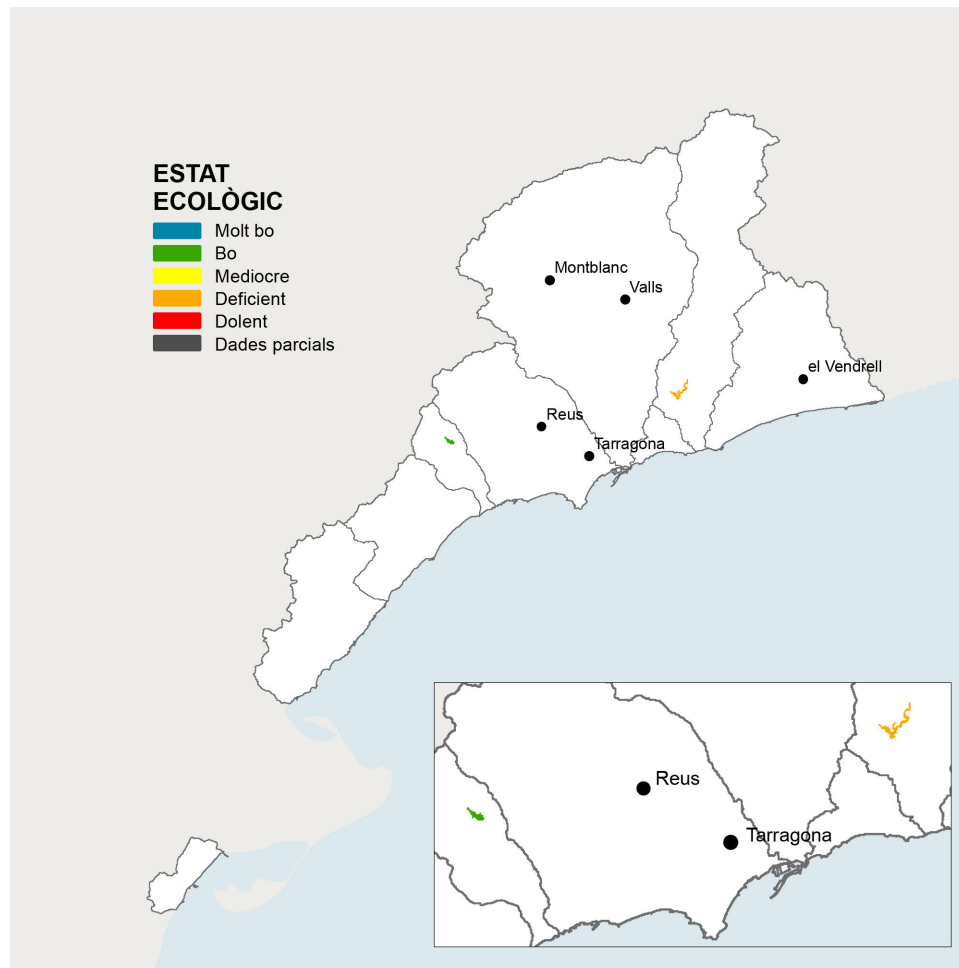 ESTAT
ECOLÒGIC
Molt bo
Bo
Mediocre
Deficient
Dolent
Dades parcials
Montblanc
Valls
el Vendrell
Reus
Tarragona
Reus
Tarragona